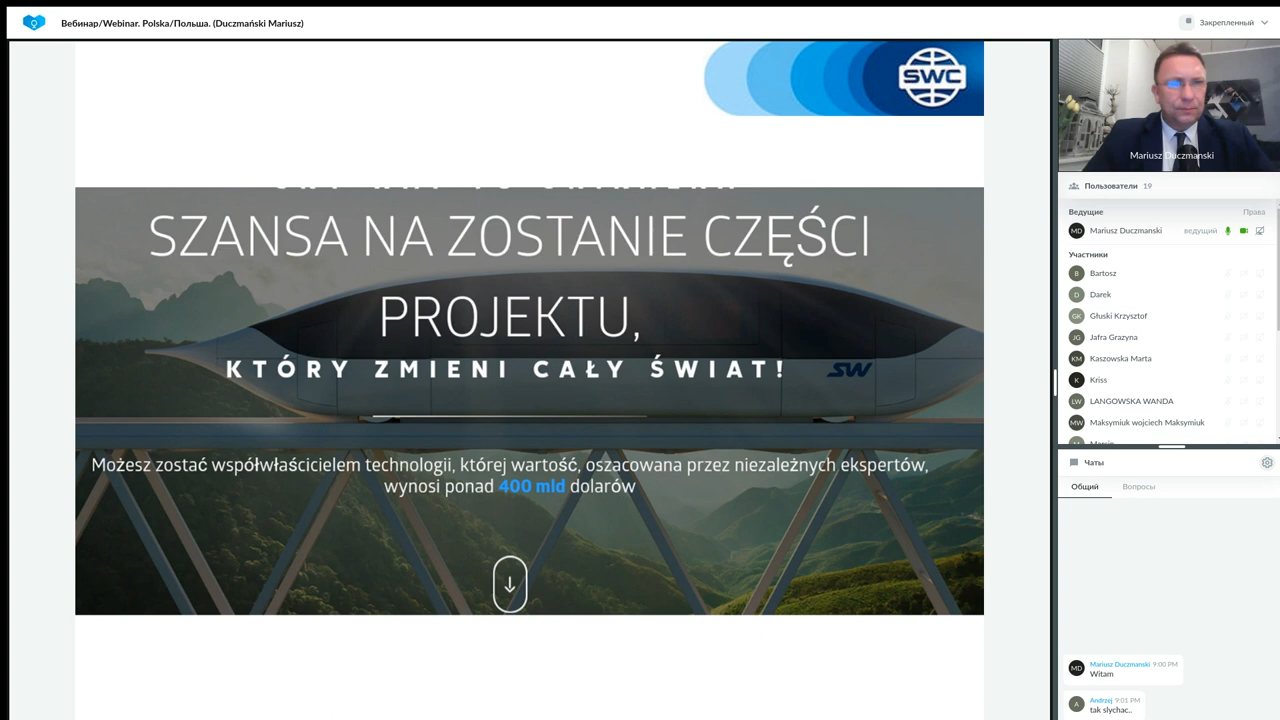 Вебинар/Webinar. Polska/Польша. (Duczmański Mariusz)
Закрепленный
SWC
SZANSA NA ZOSTANIE CZĘŚCI
PROJEKTU,
KTÓRY ZMIENI CAŁY ŚWIAT!
SW
Możesz zostać współwłaścicielem technologii, której wartość, oszacowana przez niezależnych ekspertów,
wynosi ponad 400 mld dolarów
Mariusz Duczmanski
Пользователи 19
Ведущие Права
MD Mariusz Duczmanski ведущий
Участники
B Bartosz
D Darek
GK Głuski Krzysztof
JG Jafra Grazyna
KM Kaszowska Marta
K Kriss
LW LANGOWSKA WANDA
MW Maksymiuk wojciech Maksymiuk
Чаты
Общий Вопросы
MD Mariusz Duczmanski 9:00 PM
Witam
A Andrzej 9:01 PM
tak slychac..